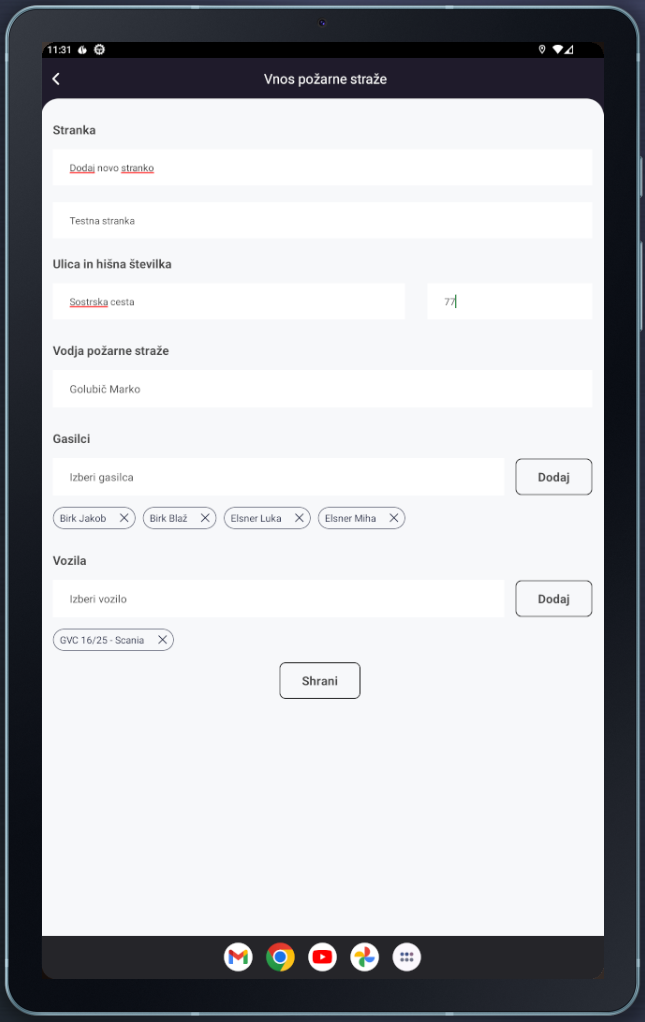 11:31
Vnos požarne straže
Stranka
Dodaj novo stranko
Testna stranka
Ulica in hišna številka
Sostrska cesta
77
Vodja požarne straže
Golubič Marko
Gasilci
Izberi gasilca
Dodaj
Birk Jakob
Birk Blaž
Elsner Luka
Elsner Miha
Vozila
Izberi vozilo
Dodaj
GVC 16/25 - Scania
Shrani